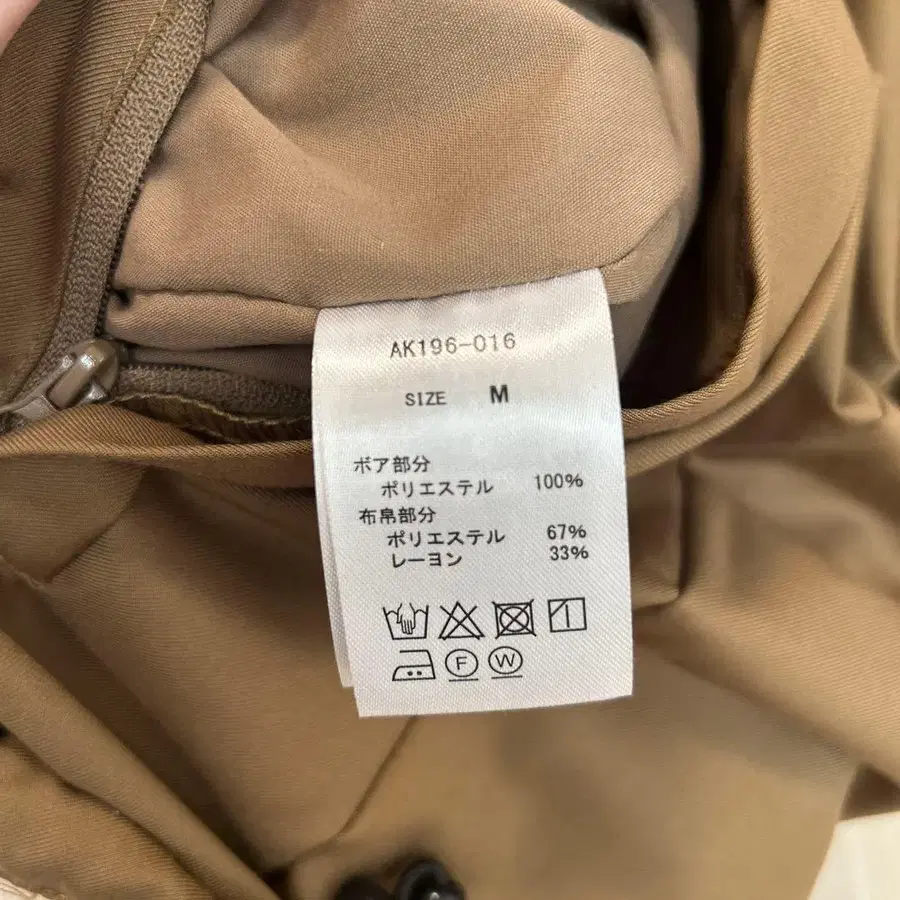 AK196-016
SIZE M
ボア部分
ポリエステル 100%
布帛部分
ポリエステル 67%
レーヨン 33%
F W